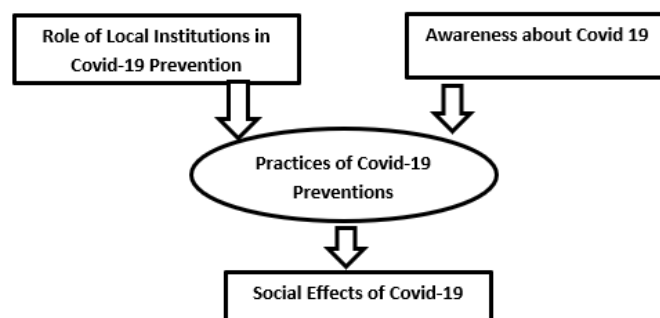 Role of Local Institutions in
Covid-19 Prevention
Awareness about Covid 19
Practices of Covid-19
Preventions
Social Effects of Covid-19